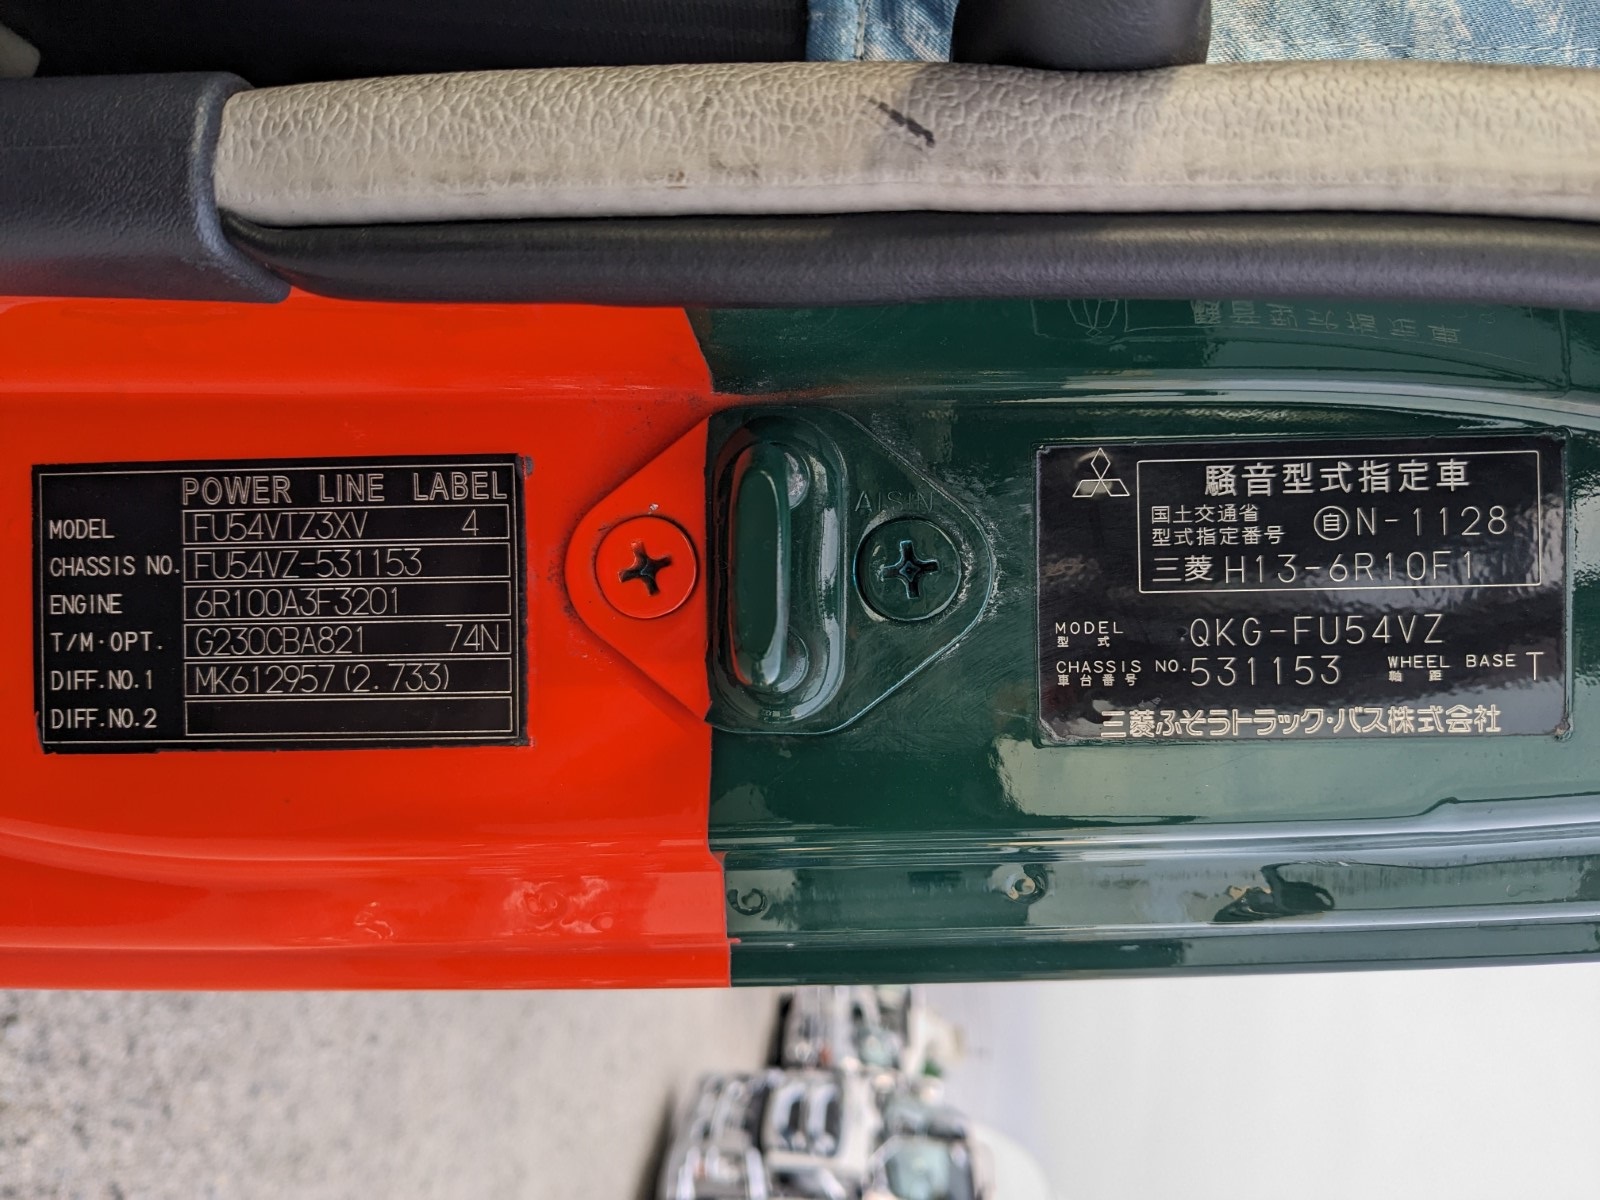 POWER LINE LABEL
MODEL FU54VTZ3XV 4
CHASSIS NO. FU54VZ-531153
ENGINE 6R100A3F3201
T/M·OPT. G230CBA821 74N
DIFF.NO.1 MK612957(2.733)
DIFF.NO.2
AISIN
騒音型式指定車
国土交通省
型式指定番号 自N-1128
三菱 H13-6R10F1
MODEL 型式 QKG-FU54VZ
CHASSIS NO. 車台番号 531153 WHEEL BASE 軸距 T
三菱ふそうトラック・バス株式会社